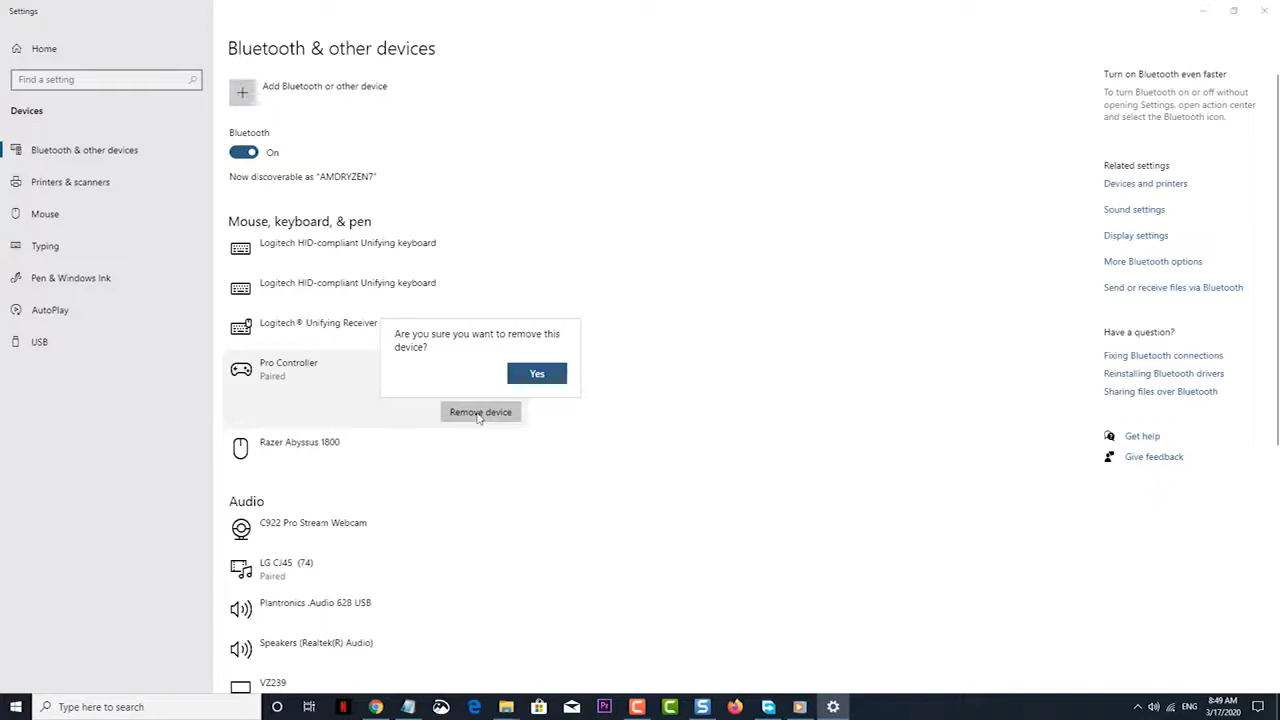 Settings
Home
Find a setting
Devices
Bluetooth & other devices
Printers & scanners
Mouse
Typing
Pen & Windows Ink
AutoPlay
USB
Bluetooth & other devices
Add Bluetooth or other device
Bluetooth
On
Now discoverable as "AMDRYZEN7"
Mouse, keyboard, & pen
Logitech HID-compliant Unifying keyboard
Logitech HID-compliant Unifying keyboard
Logitech® Unifying Receiver
Pro Controller
Paired
Are you sure you want to remove this
device?
Yes
Remove device
Razer Abyssus 1800
Audio
C922 Pro Stream Webcam
LG CJ45 (74)
Paired
Plantronics .Audio 628 USB
Speakers (Realtek(R) Audio)
VZ239
Turn on Bluetooth even faster
To turn Bluetooth on or off without
opening Settings, open action center
and select the Bluetooth icon.
Related settings
Devices and printers
Sound settings
Display settings
More Bluetooth options
Send or receive files via Bluetooth
Have a question?
Fixing Bluetooth connections
Reinstalling Bluetooth drivers
Sharing files over Bluetooth
Get help
Give feedback
Type here to search
Pr
ENG
8:49 AM
3/17/2020